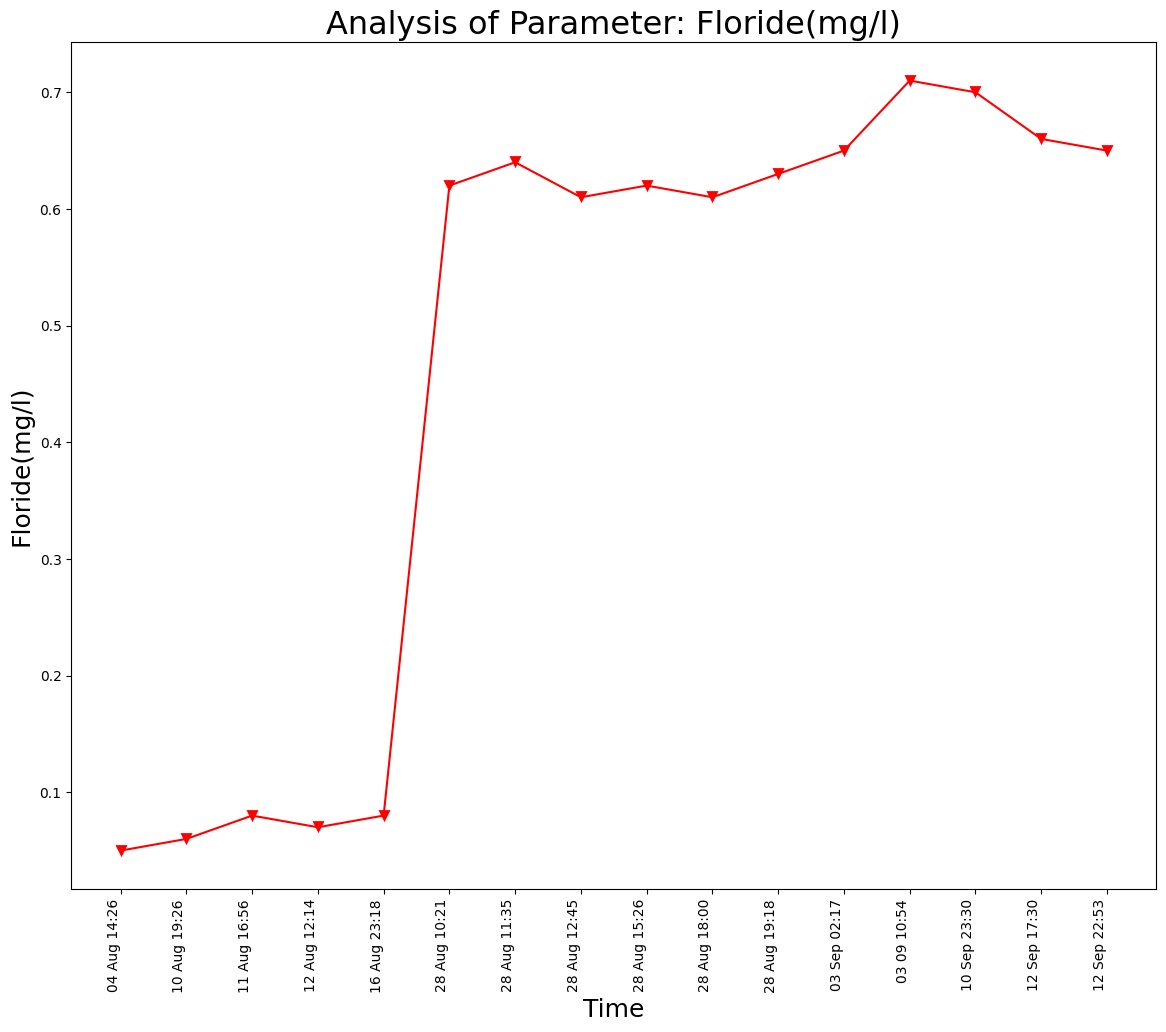 Analysis of Parameter: Floride(mg/l)
Floride(mg/l)
0.7
0.6
0.5
0.4
0.3
0.2
0.1
04 Aug 14:26
10 Aug 19:26
11 Aug 16:56
12 Aug 12:14
16 Aug 23:18
28 Aug 10:21
28 Aug 11:35
28 Aug 12:45
28 Aug 15:26
28 Aug 18:00
28 Aug 19:18
03 Sep 02:17
03 09 10:54
10 Sep 23:30
12 Sep 17:30
12 Sep 22:53
Time